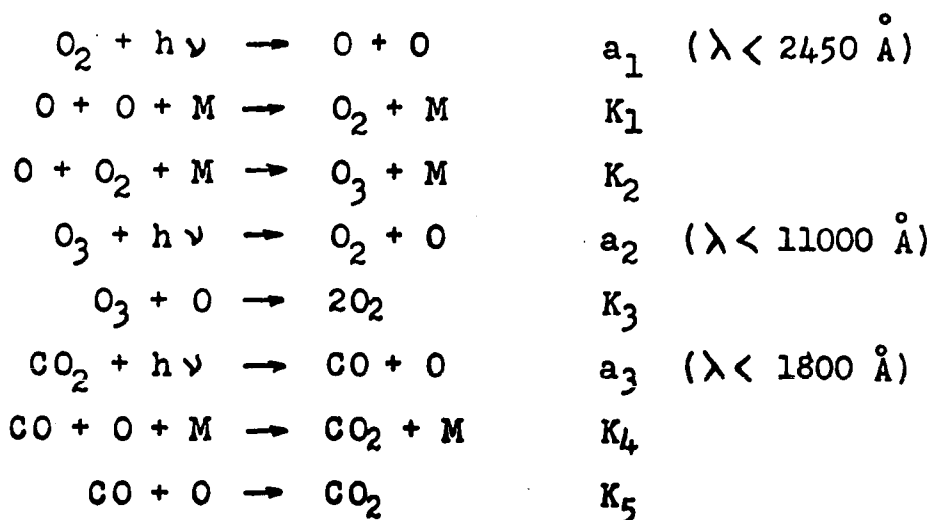 O₂ + hν → O + O a₁ (λ < 2450 Å)
O + O + M → O₂ + M K₁
O + O₂ + M → O₃ + M K₂
O₃ + hν → O₂ + O a₂ (λ < 11000 Å)
O₃ + O → 2O₂ K₃
CO₂ + hν → CO + O a₃ (λ < 1800 Å)
CO + O + M → CO₂ + M K₄
CO + O → CO₂ K₅